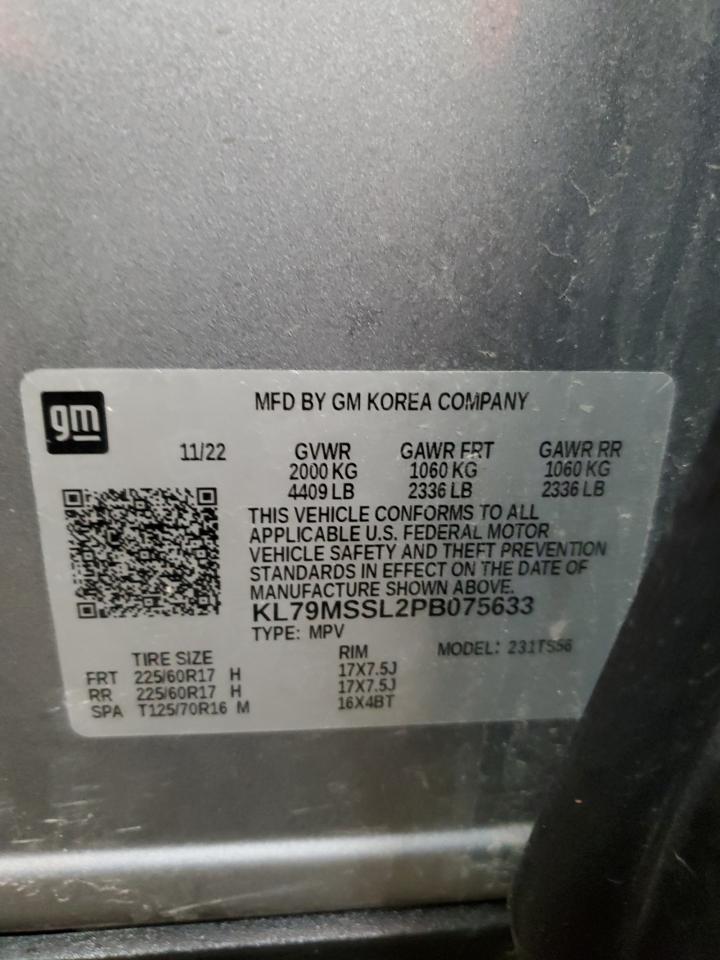 gm
MFD BY GM KOREA COMPANY
11/22 GVWR GAWR FRT GAWR RR
2000 KG 1060 KG 1060 KG
4409 LB 2336 LB 2336 LB
THIS VEHICLE CONFORMS TO ALL
APPLICABLE U.S. FEDERAL MOTOR
VEHICLE SAFETY AND THEFT PREVENTION
STANDARDS IN EFFECT ON THE DATE OF
MANUFACTURE SHOWN ABOVE.
KL79MSSL2PB075633
TYPE: MPV
MODEL: 231TS56
TIRE SIZE RIM
FRT 225/60R17 H 17X7.5J
RR 225/60R17 H 17X7.5J
SPA T125/70R16 M 16X4BT